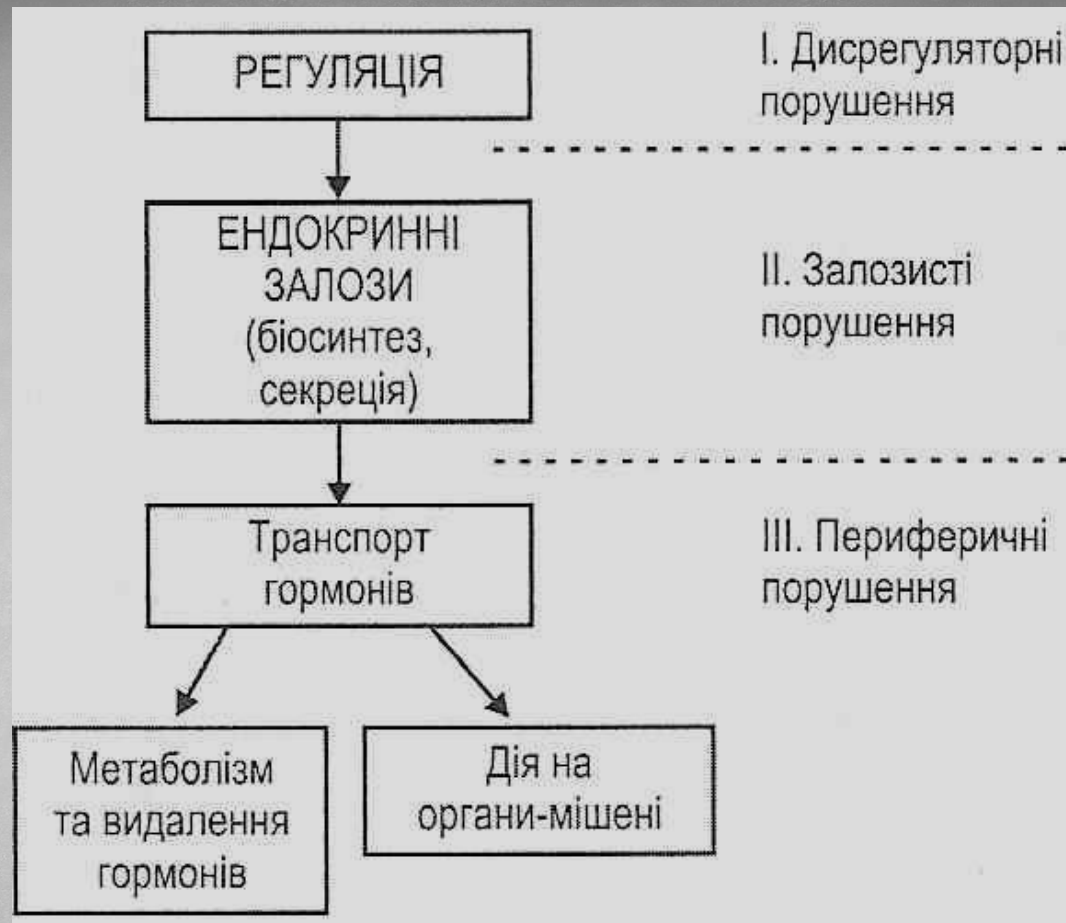 РЕГУЛЯЦІЯ
І. Дисрегуляторні
порушення
ЕНДОКРИННІ
ЗАЛОЗИ
(біосинтез,
секреція)
ІІ. Залозисті
порушення
Транспорт
гормонів
ІІІ. Периферичні
порушення
Метаболізм
та видалення
гормонів
Дія на
органи-мішені